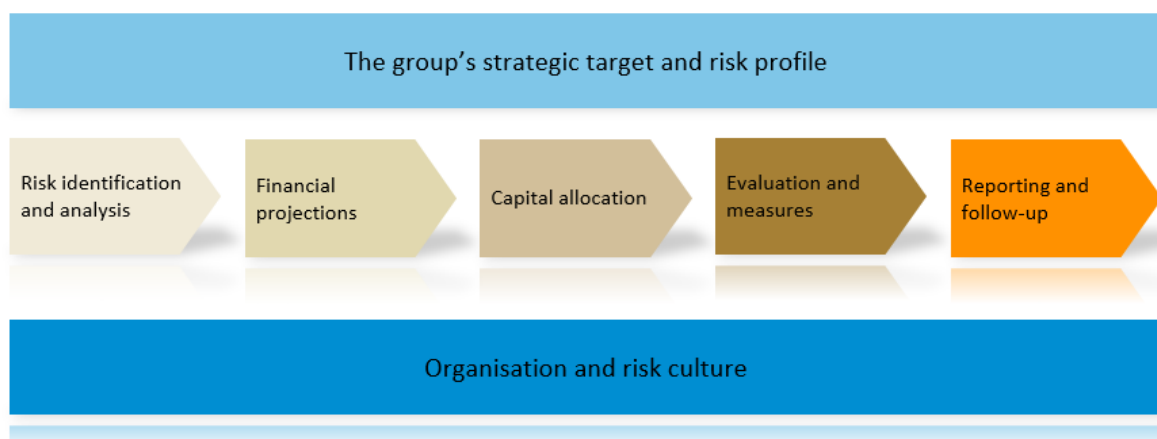 The group’s strategic target and risk profile
Risk identification
and analysis
Financial
projections
Capital allocation
Evaluation and
measures
Reporting and
follow-up
Organisation and risk culture